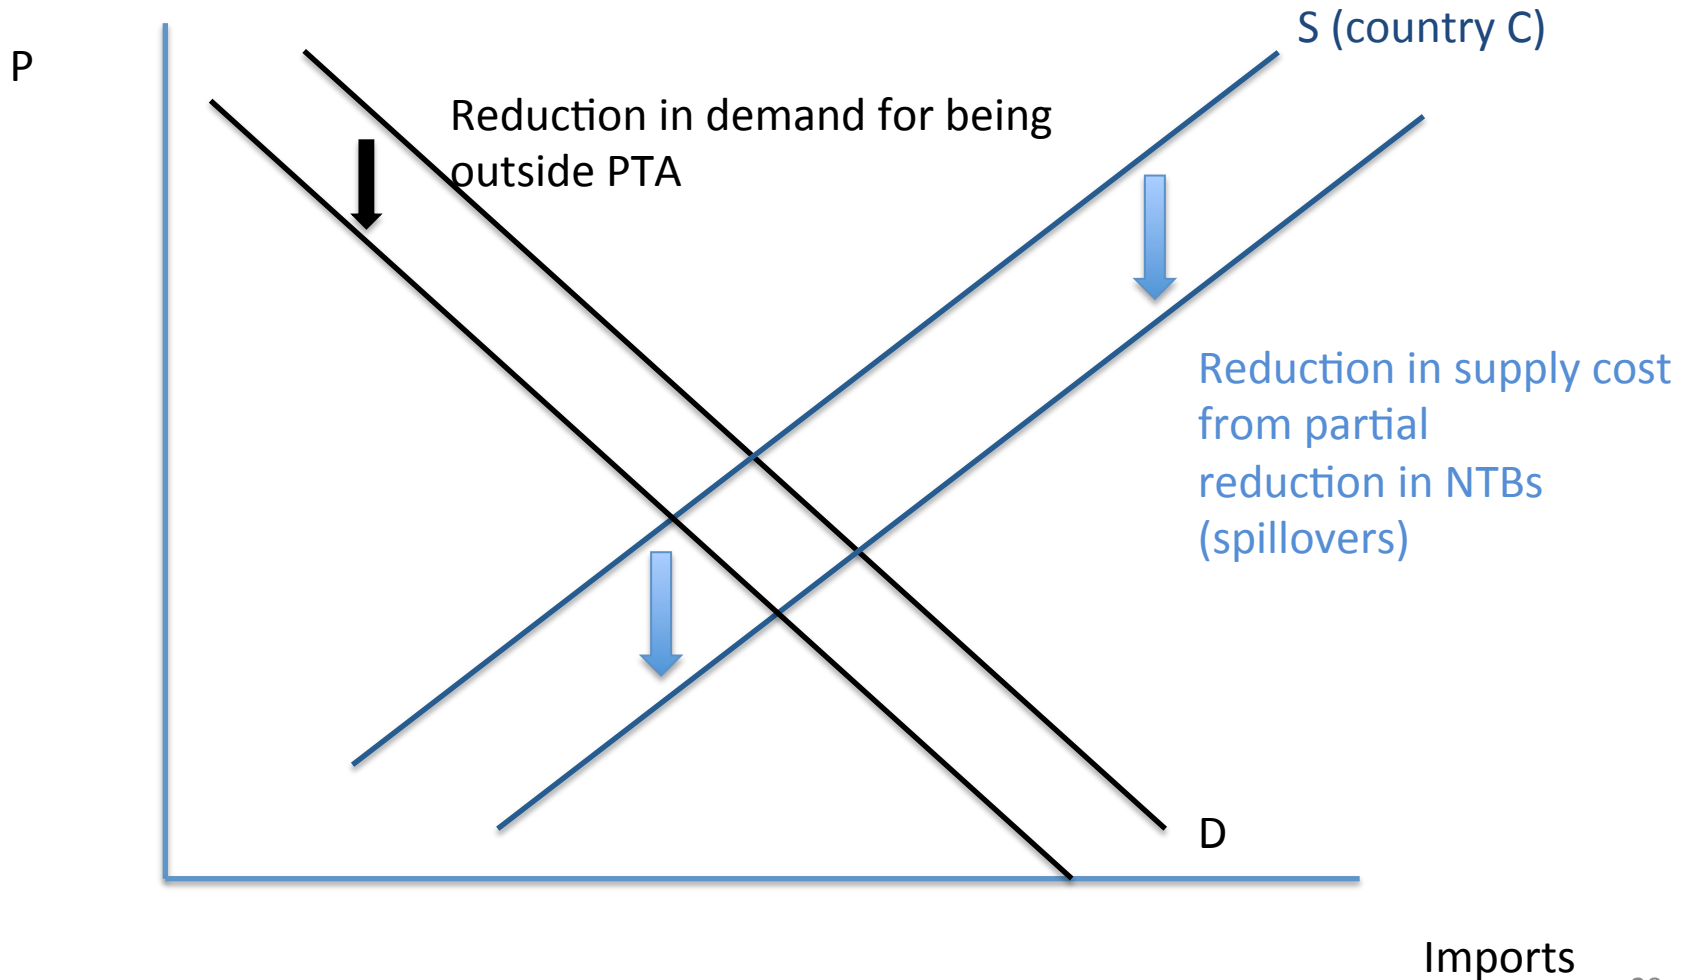 S (country C)
P
Reduction in demand for being
outside PTA
Reduction in supply cost
from partial
reduction in NTBs
(spillovers)
D
Imports